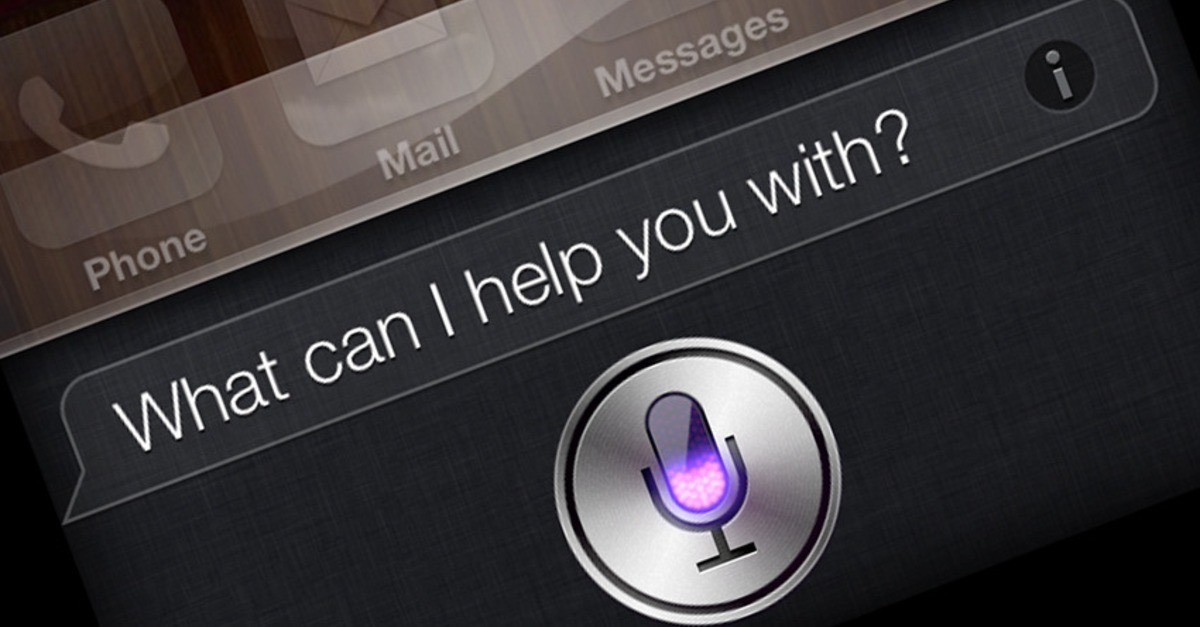 Phone
Mail
Messages
What can I help you with?
i